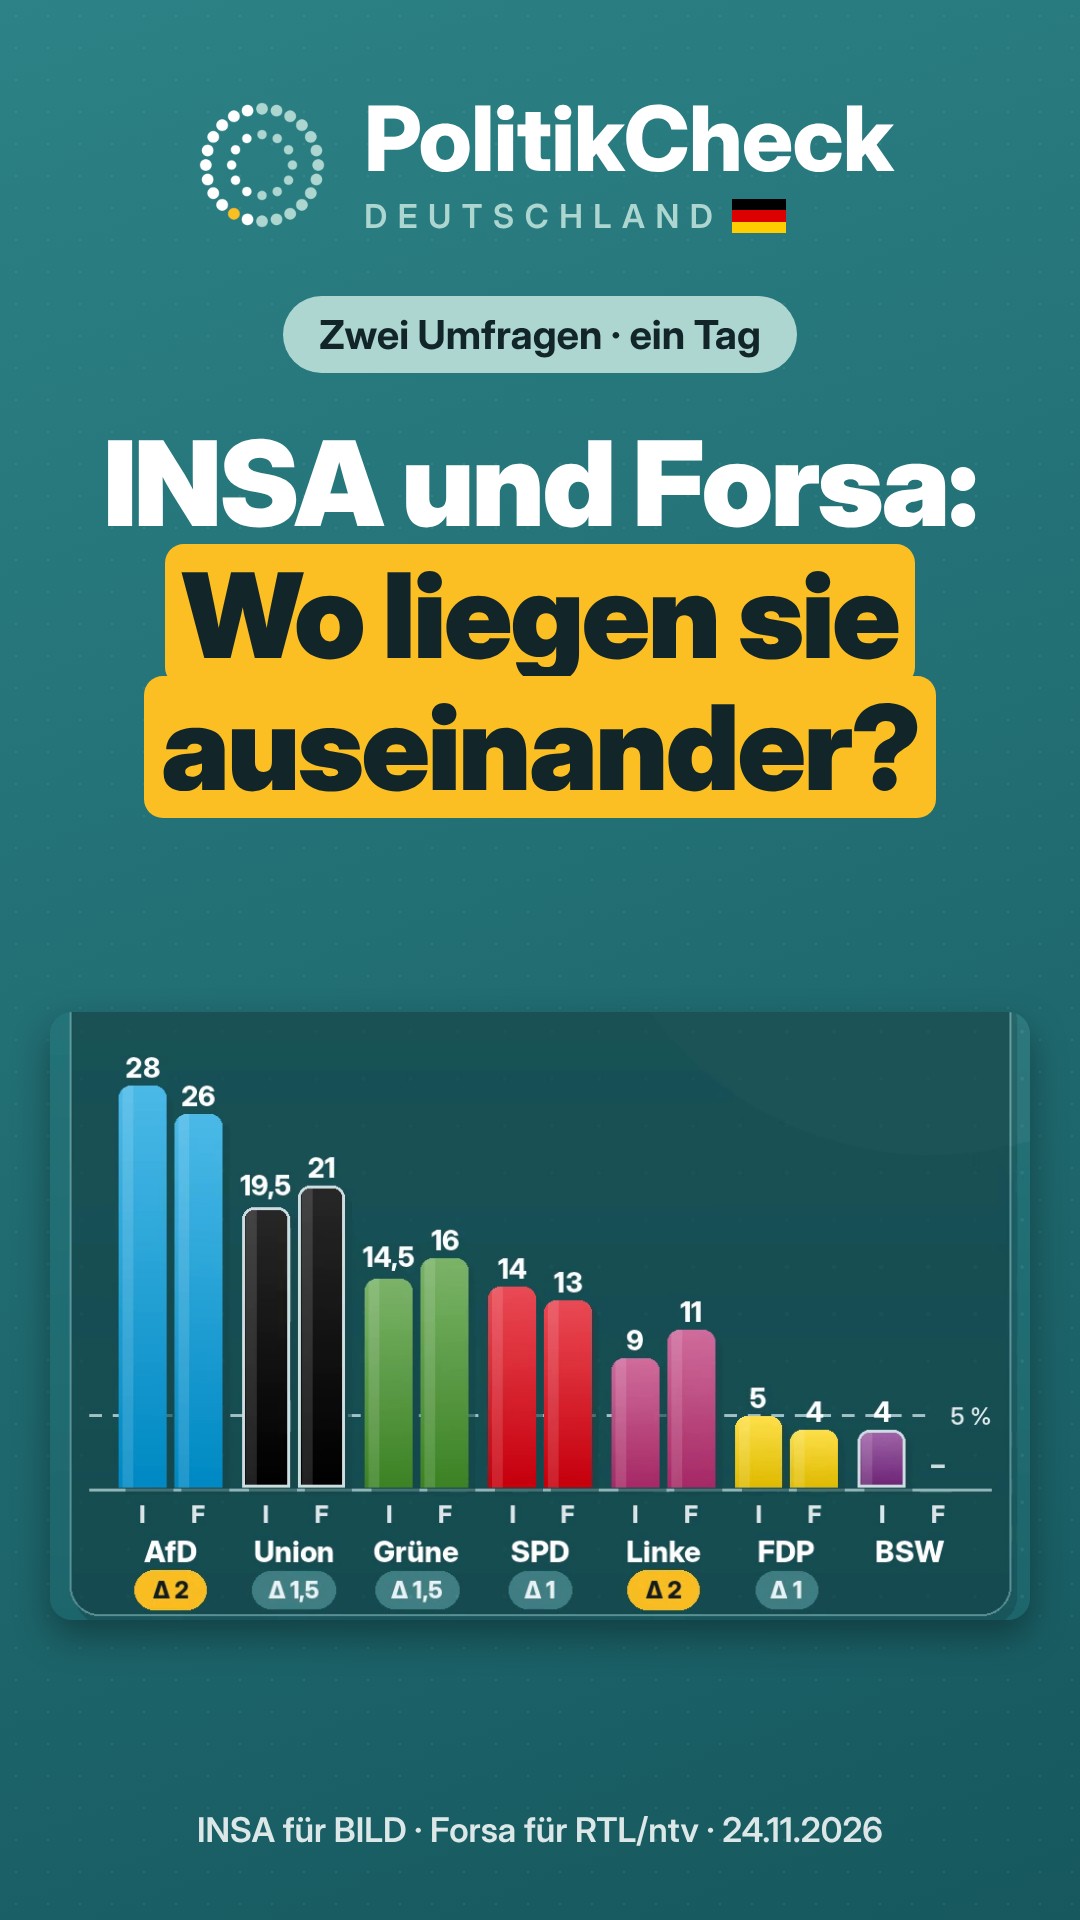 PolitikCheck
DEUTSCHLAND
Zwei Umfragen · ein Tag
INSA und Forsa:
Wo liegen sie
auseinander?
28 26 19,5 21 14,5 16 14 13 9 11 5 4 4 –
5 %
I F I F I F I F I F I F I F
AfD Union Grüne SPD Linke FDP BSW
Δ 2 Δ 1,5 Δ 1,5 Δ 1 Δ 2 Δ 1
INSA für BILD · Forsa für RTL/ntv · 24.11.2026